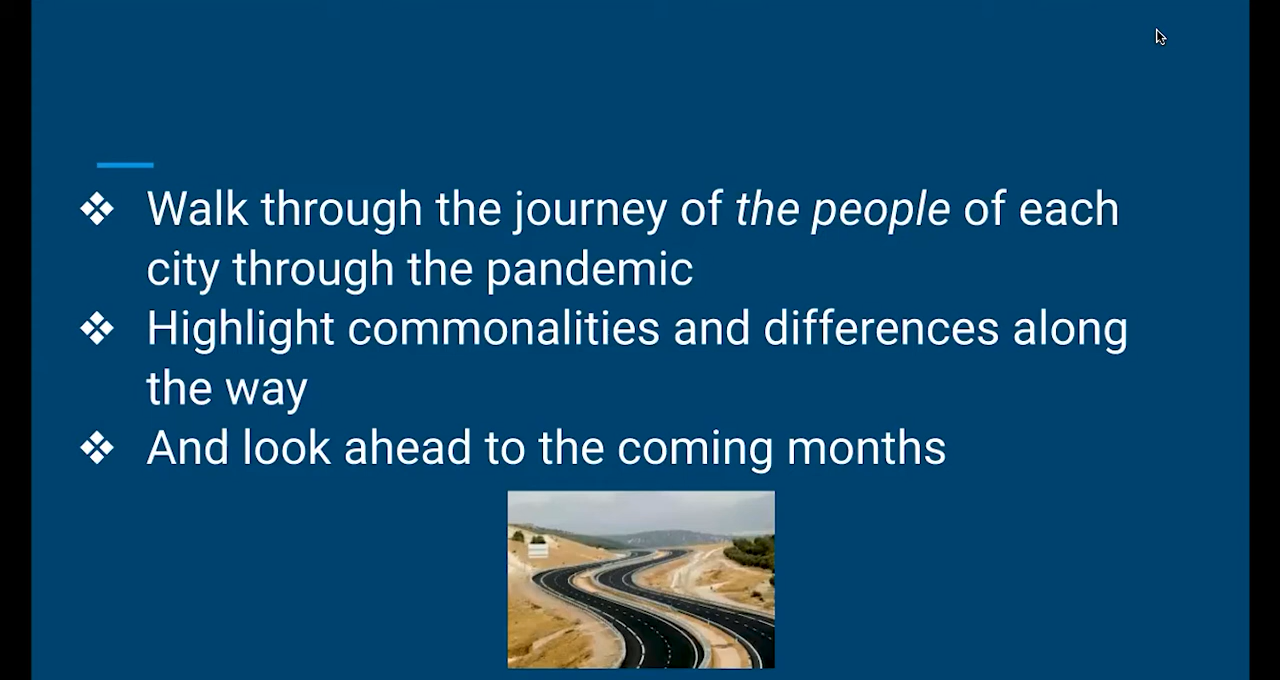 ❖ Walk through the journey of the people of each
city through the pandemic
❖ Highlight commonalities and differences along
the way
❖ And look ahead to the coming months